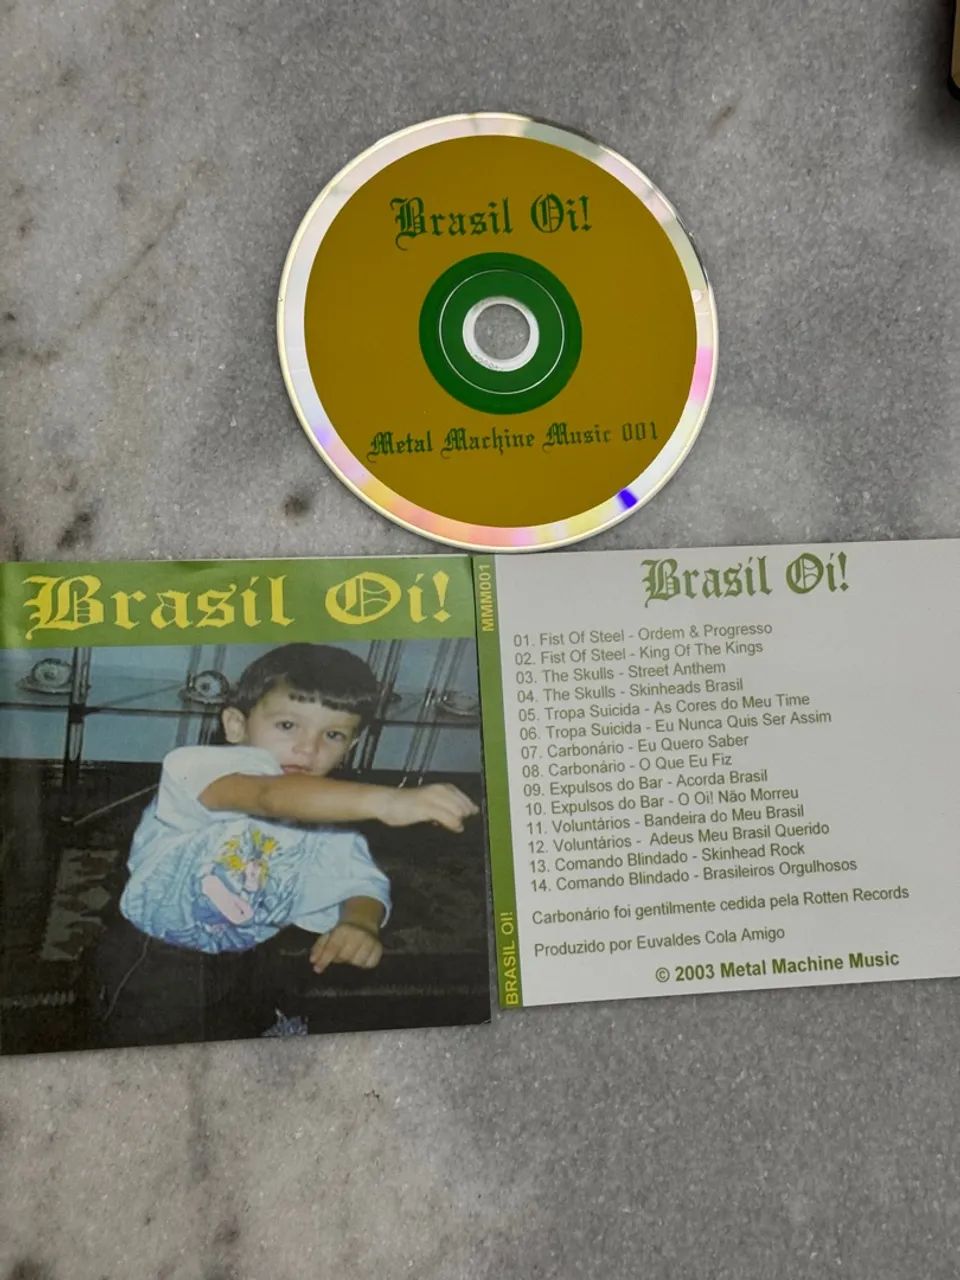 Brasil Oi!
Metal Machine Music 001
Brasil Oi!
MMM001
BRASIL OI!
Brasil Oi!
01. Fist Of Steel - Ordem & Progresso
02. Fist Of Steel - King Of The Kings
03. The Skulls - Street Anthem
04. The Skulls - Skinheads Brasil
05. Tropa Suicida - As Cores do Meu Time
06. Tropa Suicida - Eu Nunca Quis Ser Assim
07. Carbonário - Eu Quero Saber
08. Carbonário - O Que Eu Fiz
09. Expulsos do Bar - Acorda Brasil
10. Expulsos do Bar - O Oi! Não Morreu
11. Voluntários - Bandeira do Meu Brasil
12. Voluntários - Adeus Meu Brasil Querido
13. Comando Blindado - Skinhead Rock
14. Comando Blindado - Brasileiros Orgulhosos
Carbonário foi gentilmente cedida pela Rotten Records
Produzido por Euvaldes Cola Amigo
© 2003 Metal Machine Music